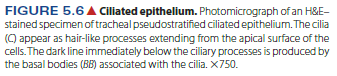 FIGURE 5.6▲ Ciliated epithelium. Photomicrograph of an H&E–
stained specimen of tracheal pseudostratified ciliated epithelium. The cilia
(C) appear as hair-like processes extending from the apical surface of the
cells. The dark line immediately below the ciliary processes is produced by
the basal bodies (BB) associated with the cilia. ×750.